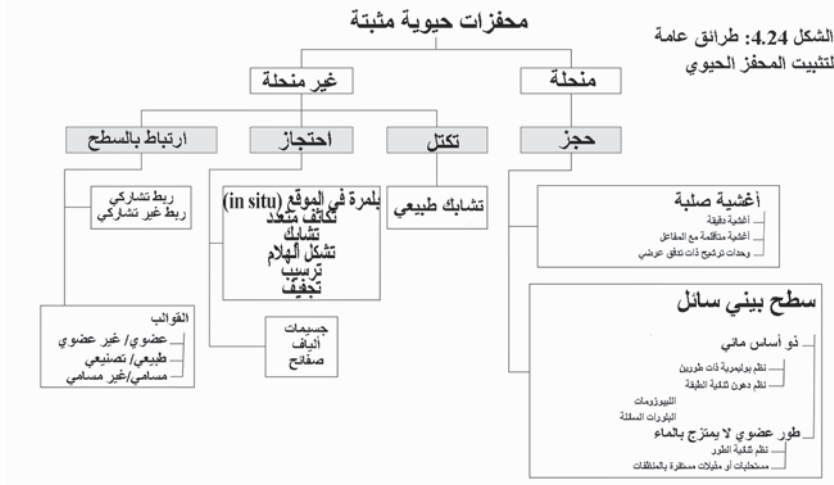 محفزات حيوية مثبتة
الشكل 4.24: طرائق عامة
لتثبيت المحفز الحيوي
منحلة
غير منحلة
حجز
تكتل
احتجاز
ارتباط بالسطح
أغشية صلبة
أغشية دقيقة
أغشية متأقلمة مع المفاعل
وحدات ترشيح ذات تدفق عرضي
سطح بيني سائل
ذو أساس مائي
نظم بوليمرية ذات طورين
نظم دهون ثنائية الطبقة
الليبوزومات
البلورات السائلة
طور عضوي لا يمتزج بالماء
نظم ثنائية الطور
مستحلبات أو مذيلات مستقرة بالمنظفات
تشابك طبيعي
بلمرة في الموقع (in situ)
تكاثف متعدد
تشابك
تشكل الهلام
ترسيب
تجفيف
جسيمات
ألياف
صفائح
ربط تشاركي
ربط غير تشاركي
القوالب
عضوي/ غير عضوي
طبيعي/ تصنيعي
مسامي/غير مسامي